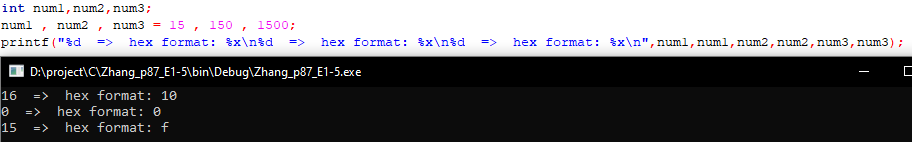 int num1,num2,num3;
num1 , num2 , num3 = 15 , 150 , 1500;
printf("%d  =>  hex format: %x\n%d  =>  hex format: %x\n%d  =>  hex format: %x\n",num1,num1,num2,num2,num3,num3);
D:\project\C\Zhang_p87_E1-5\bin\Debug\Zhang_p87_E1-5.exe
16  =>  hex format: 10
0  =>  hex format: 0
15  =>  hex format: f